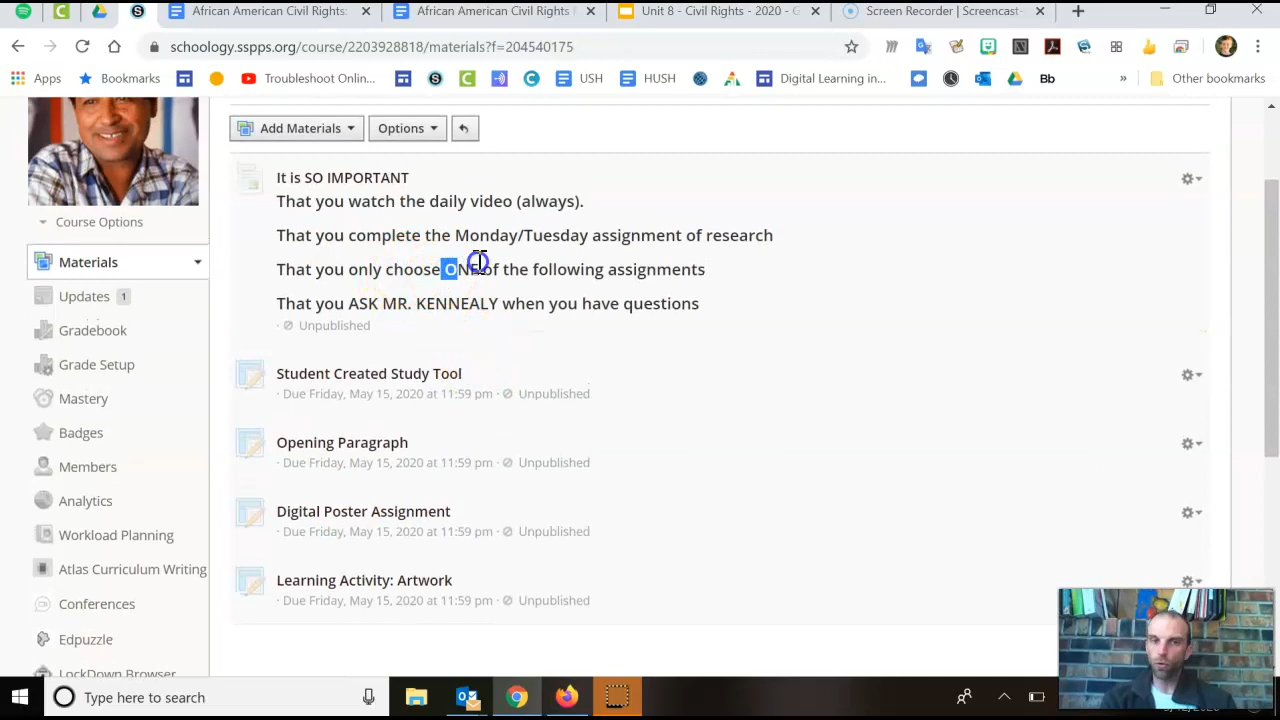 African American Civil Rights:
African American Civil Rights
Unit 8 - Civil Rights - 2020 - G
Screen Recorder | Screencast-
schoology.sspps.org/course/2203928818/materials?f=204540175
Apps
Bookmarks
Troubleshoot Onlin...
USH
HUSH
Digital Learning in...
Bb
»
Other bookmarks
Add Materials
Options
It is SO IMPORTANT
That you watch the daily video (always).
That you complete the Monday/Tuesday assignment of research
That you only choose ONE of the following assignments
That you ASK MR. KENNEALY when you have questions
· Unpublished
Student Created Study Tool
· Due Friday, May 15, 2020 at 11:59 pm · Unpublished
Opening Paragraph
· Due Friday, May 15, 2020 at 11:59 pm · Unpublished
Digital Poster Assignment
· Due Friday, May 15, 2020 at 11:59 pm · Unpublished
Learning Activity: Artwork
· Due Friday, May 15, 2020 at 11:59 pm · Unpublished
Course Options
Materials
Updates 1
Gradebook
Grade Setup
Mastery
Badges
Members
Analytics
Workload Planning
Atlas Curriculum Writing
Conferences
Edpuzzle
LockDown Browser
Type here to search